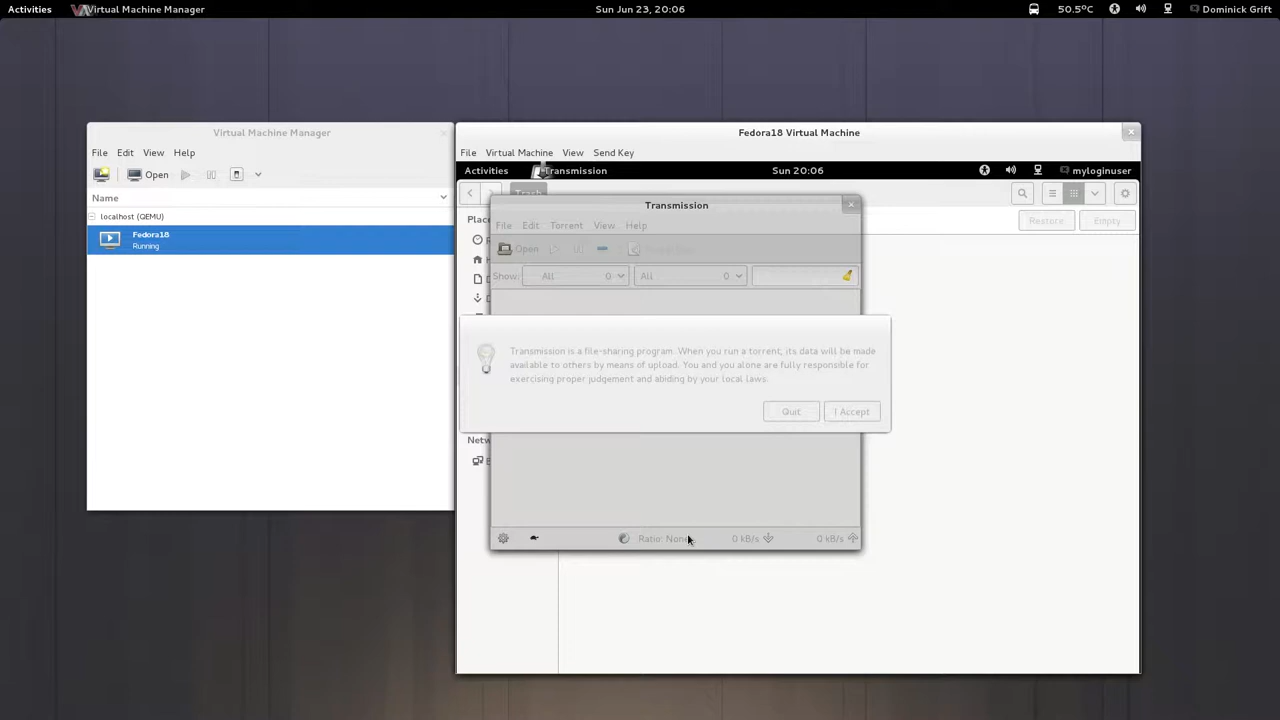 Activities Virtual Machine Manager Sun Jun 23, 20:06 50.5ºC Dominick Grift
Virtual Machine Manager
File Edit View Help
Open
Name
localhost (QEMU)
Fedora18
Running
Fedora18 Virtual Machine
File Virtual Machine View Send Key
Activities Transmission Sun 20:06 myloginuser
Trash
Restore Empty
Transmission
File Edit Torrent View Help
Open
Show: All 0 All 0
Transmission is a file-sharing program. When you run a torrent, its data will be made
available to others by means of upload. You and you alone are fully responsible for
exercising proper judgement and abiding by your local laws.
Quit I Accept
Ratio: None 0 kB/s 0 kB/s